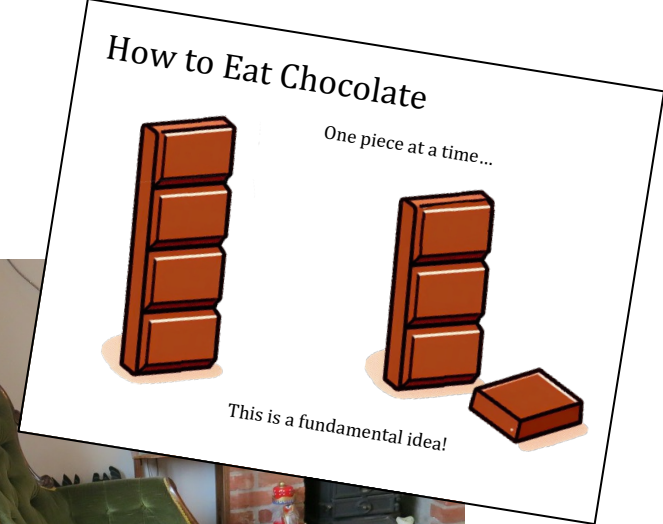 How to Eat Chocolate
One piece at a time...
This is a fundamental idea!